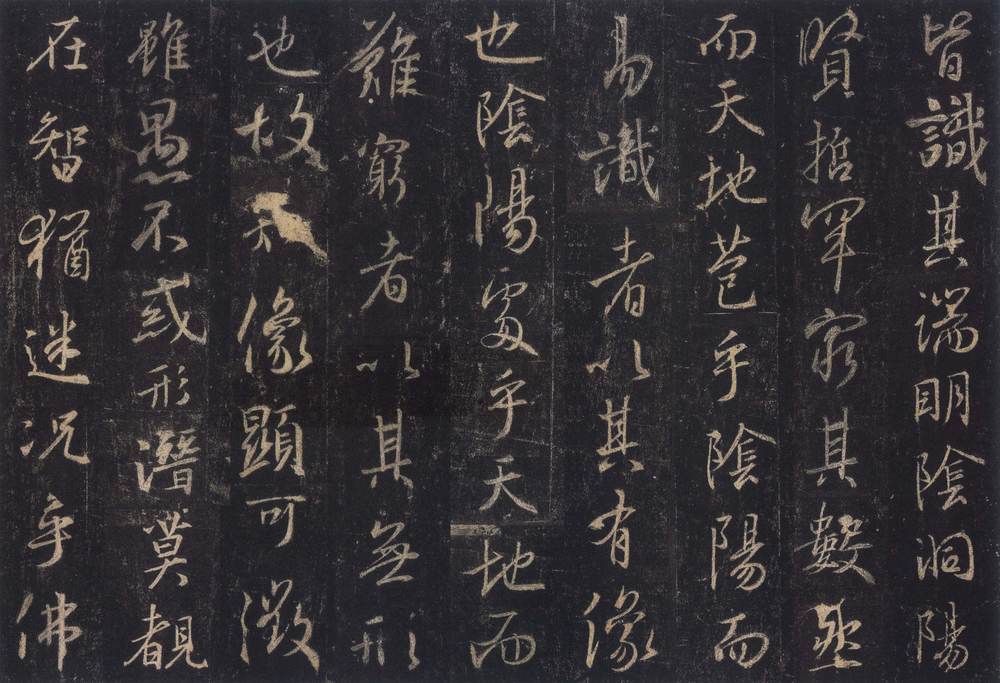 皆識其端明陰洞陽
賢哲罕窮其數然
而天地苞乎陰陽而
易識者以其有像
也陰陽處乎天地而
難窮者以其無形
也故知像顯可徵
雖愚不惑形潛莫覩
在智猶迷況乎佛